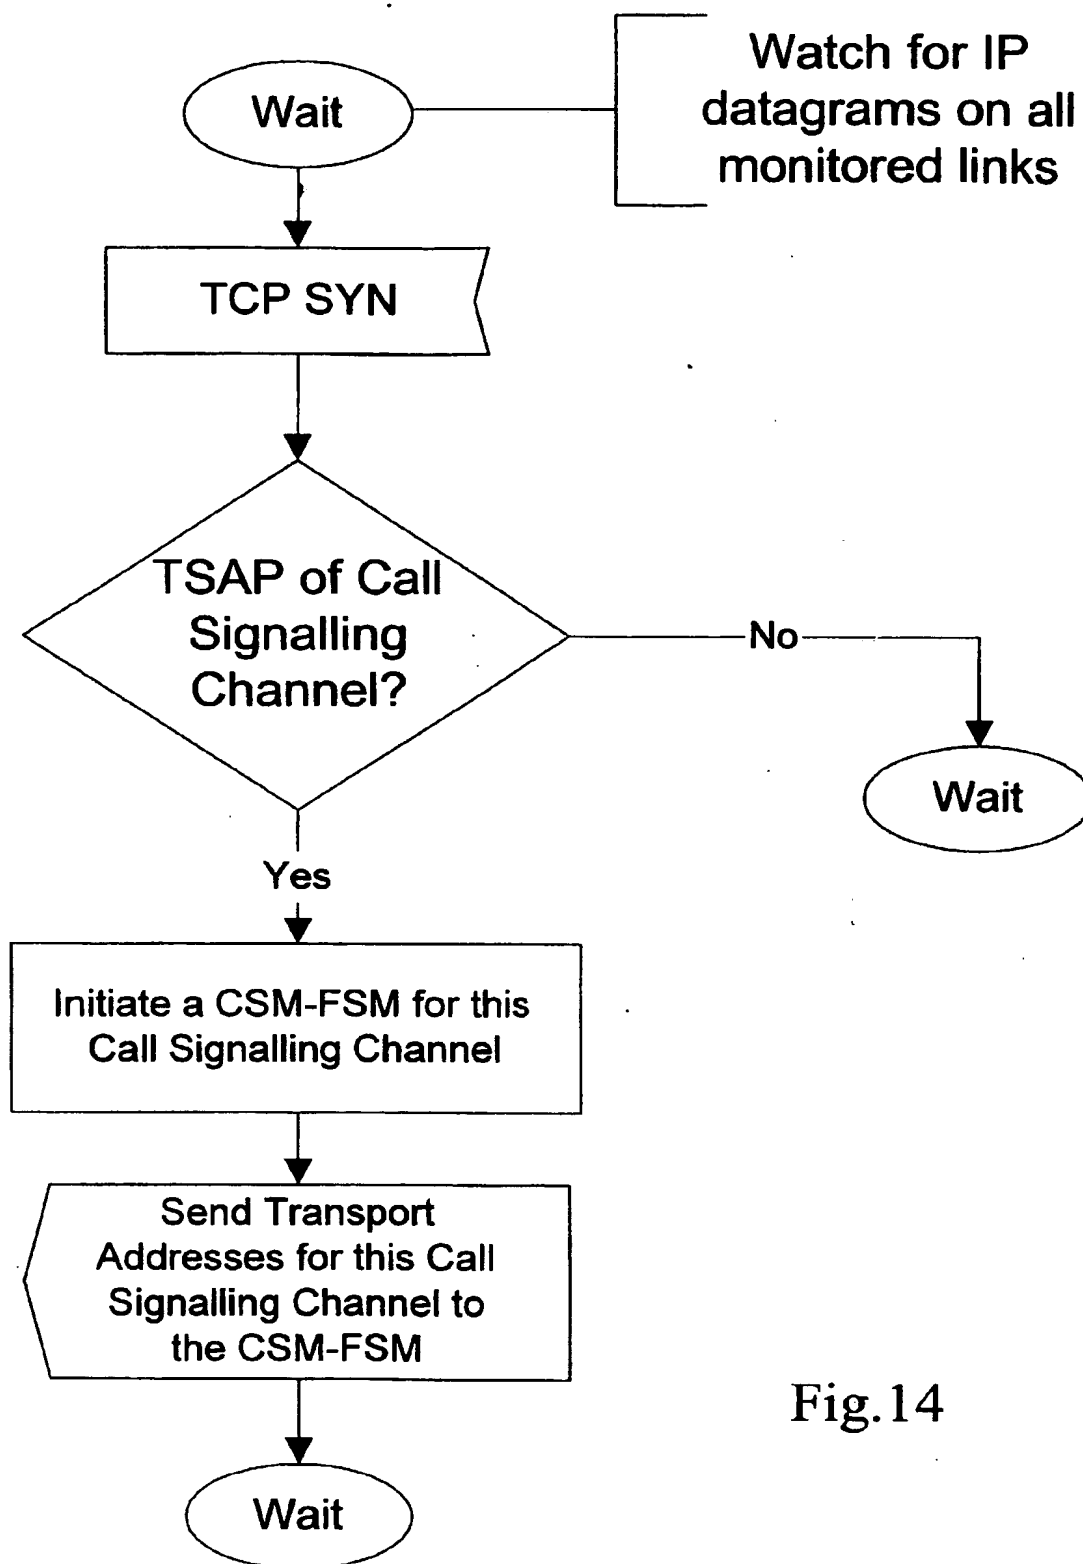 Wait
Watch for IP
datagrams on all
monitored links
TCP SYN
TSAP of Call
Signalling
Channel?
No
Wait
Yes
Initiate a CSM-FSM for this
Call Signalling Channel
Send Transport
Addresses for this Call
Signalling Channel to
the CSM-FSM
Wait
Fig.14